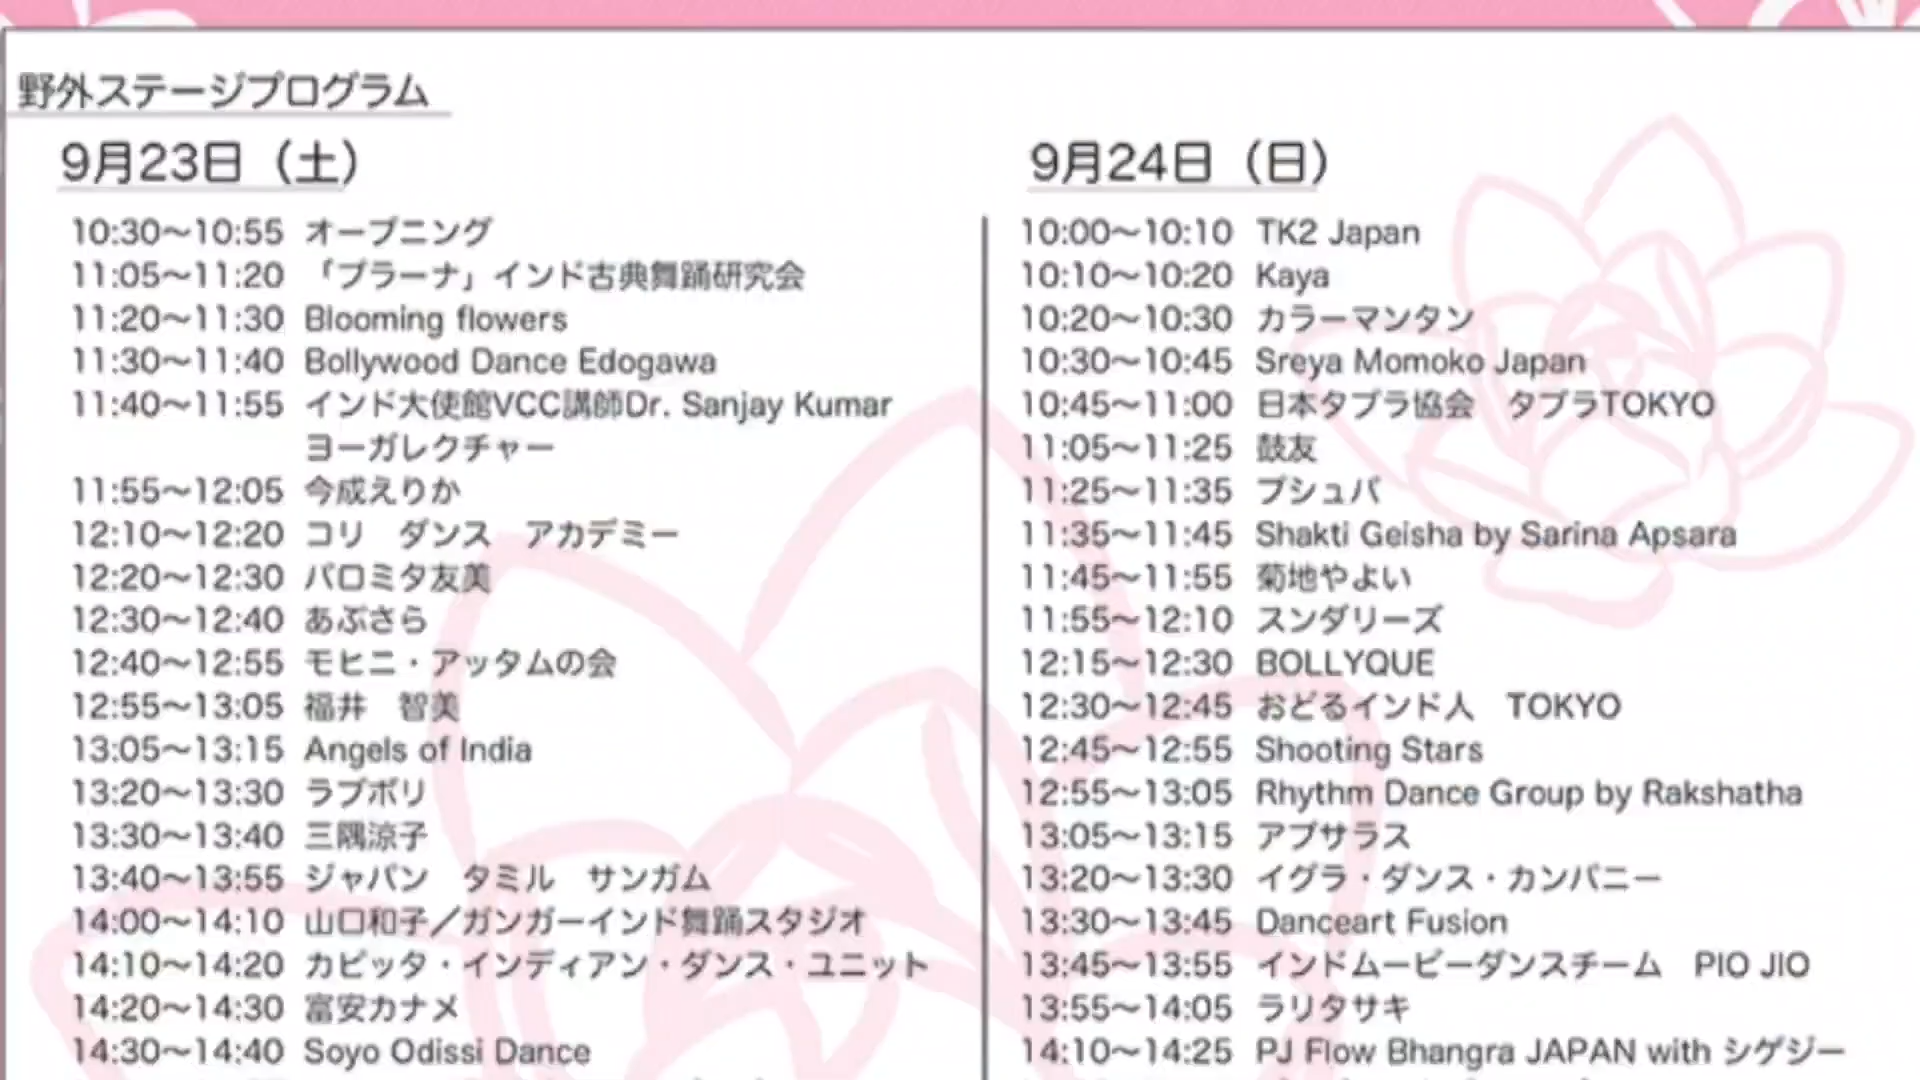 野外ステージプログラム
9月23日（土）
10:30〜10:55 オープニング
11:05〜11:20 「プラーナ」インド古典舞踊研究会
11:20〜11:30 Blooming flowers
11:30〜11:40 Bollywood Dance Edogawa
11:40〜11:55 インド大使館VCC講師Dr. Sanjay Kumar
ヨーガレクチャー
11:55〜12:05 今成えりか
12:10〜12:20 コリ　ダンス　アカデミー
12:20〜12:30 パロミタ友美
12:30〜12:40 あぷさら
12:40〜12:55 モヒニ・アッタムの会
12:55〜13:05 福井　智美
13:05〜13:15 Angels of India
13:20〜13:30 ラブボリ
13:30〜13:40 三隅涼子
13:40〜13:55 ジャパン　タミル　サンガム
14:00〜14:10 山口和子／ガンガーインド舞踊スタジオ
14:10〜14:20 カピッタ・インディアン・ダンス・ユニット
14:20〜14:30 富安カナメ
14:30〜14:40 Soyo Odissi Dance
9月24日（日）
10:00〜10:10 TK2 Japan
10:10〜10:20 Kaya
10:20〜10:30 カラーマンタン
10:30〜10:45 Sreya Momoko Japan
10:45〜11:00 日本タブラ協会　タブラTOKYO
11:05〜11:25 鼓友
11:25〜11:35 プシュパ
11:35〜11:45 Shakti Geisha by Sarina Apsara
11:45〜11:55 菊地やよい
11:55〜12:10 スンダリーズ
12:15〜12:30 BOLLYQUE
12:30〜12:45 おどるインド人　TOKYO
12:45〜12:55 Shooting Stars
12:55〜13:05 Rhythm Dance Group by Rakshatha
13:05〜13:15 アプサラス
13:20〜13:30 イグラ・ダンス・カンパニー
13:30〜13:45 Danceart Fusion
13:45〜13:55 インドムービーダンスチーム　PIO JIO
13:55〜14:05 ラリタサキ
14:10〜14:25 PJ Flow Bhangra JAPAN with シゲジー